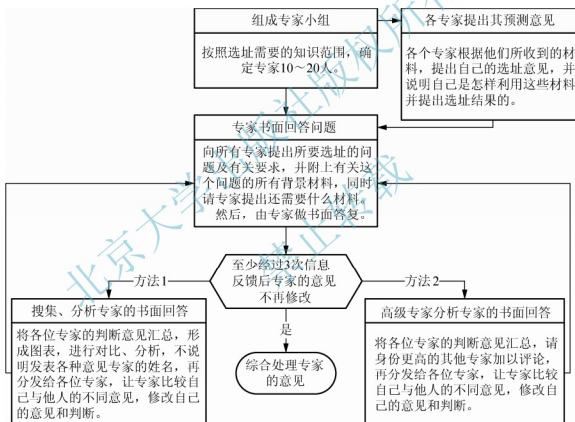 组成专家小组
按照选址需要的知识范围，确
定专家10～20人。
各专家提出其预测意见
各个专家根据他们所收到的材
料，提出自己的选址意见，并
说明自己是怎样利用这些材料
并提出选址结果的。
专家书面回答问题
向所有专家提出所要选址的问
题及有关要求，并附上有关这
个问题的所有背景材料，同时
请专家提出还需要什么材料。
然后，由专家做书面答复。
至少经过3次信息
反馈后专家的意见
不再修改
方法1
方法2
搜集、分析专家的书面回答
将各位专家的判断意见汇总，形
成图表，进行对比、分析，不说
明发表各种意见专家的姓名，再
分发给各位专家，让专家比较自
己与他人的不同意见，修改自己
的意见和判断。
是
综合处理专家
的意见
高级专家分析专家的书面回答
将各位专家的判断意见汇总，请
身份更高的其他专家加以评论，
再分发给各位专家，让专家比较
自己与他人的不同意见，修改自
己的意见和判断。
北京大学出版社版权所有
禁止转载